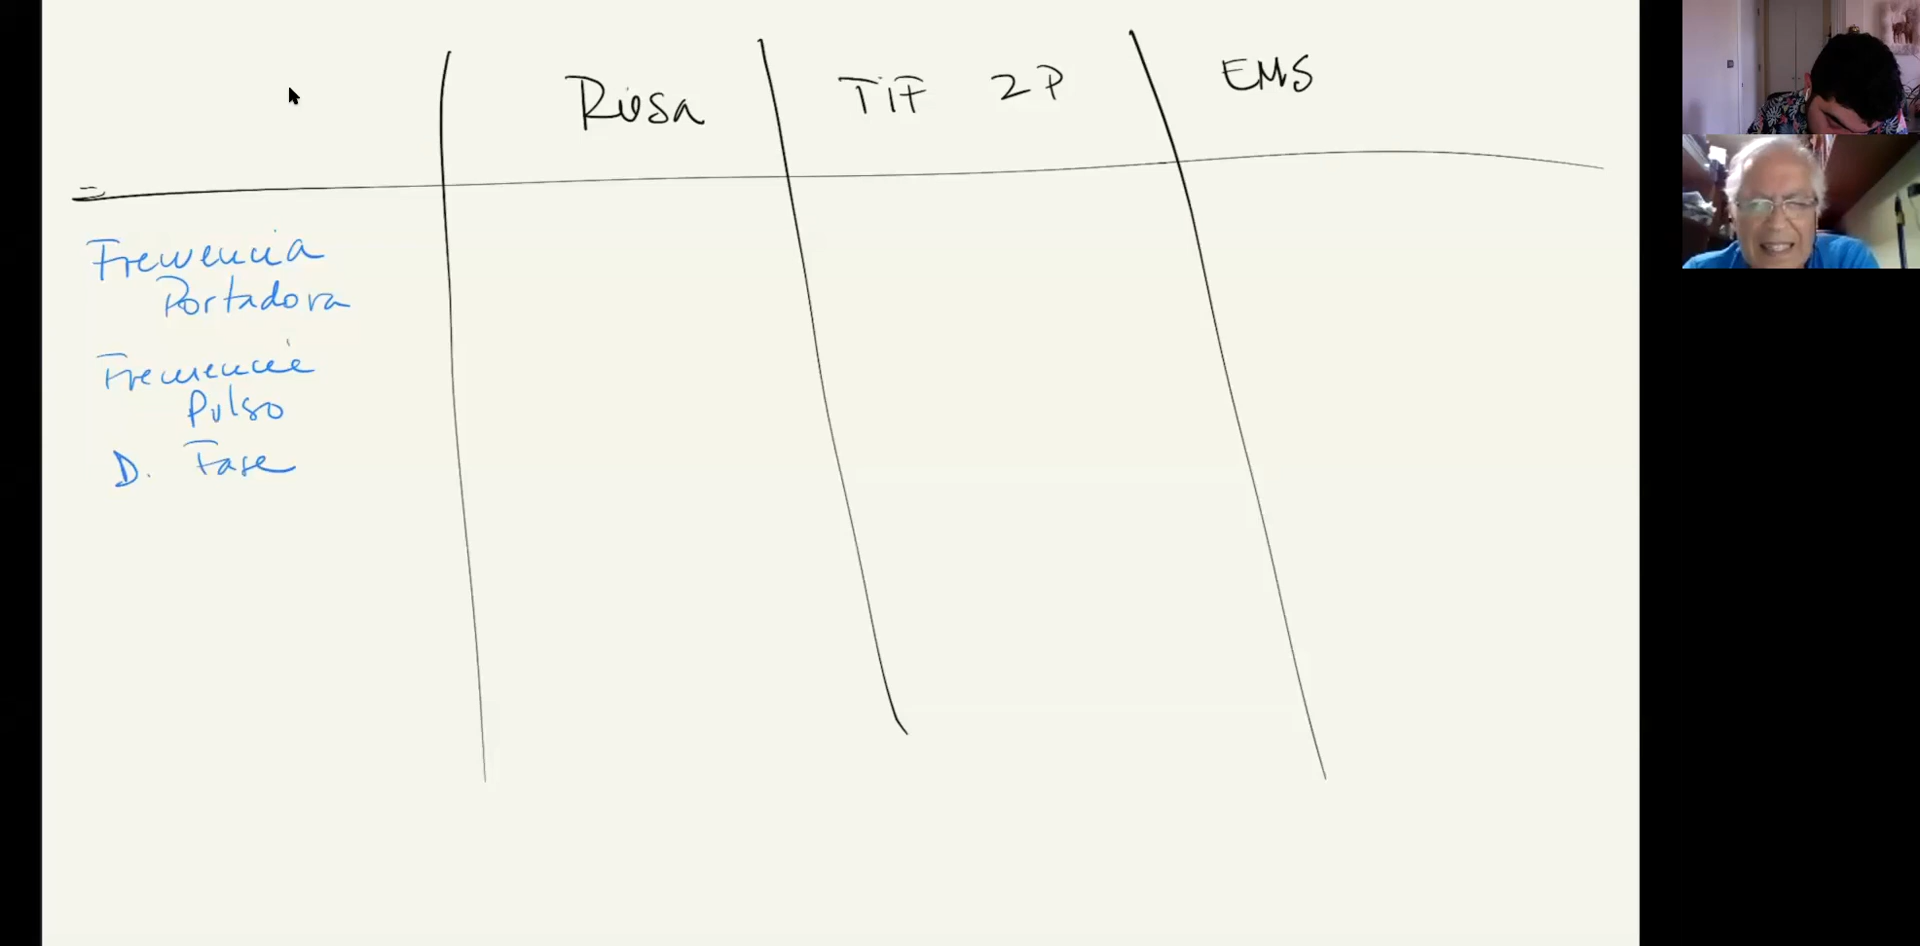 Rusa
TIF 2P
EMS
Frecuencia
Portadora
Frecuencia
Pulso
D. Fase